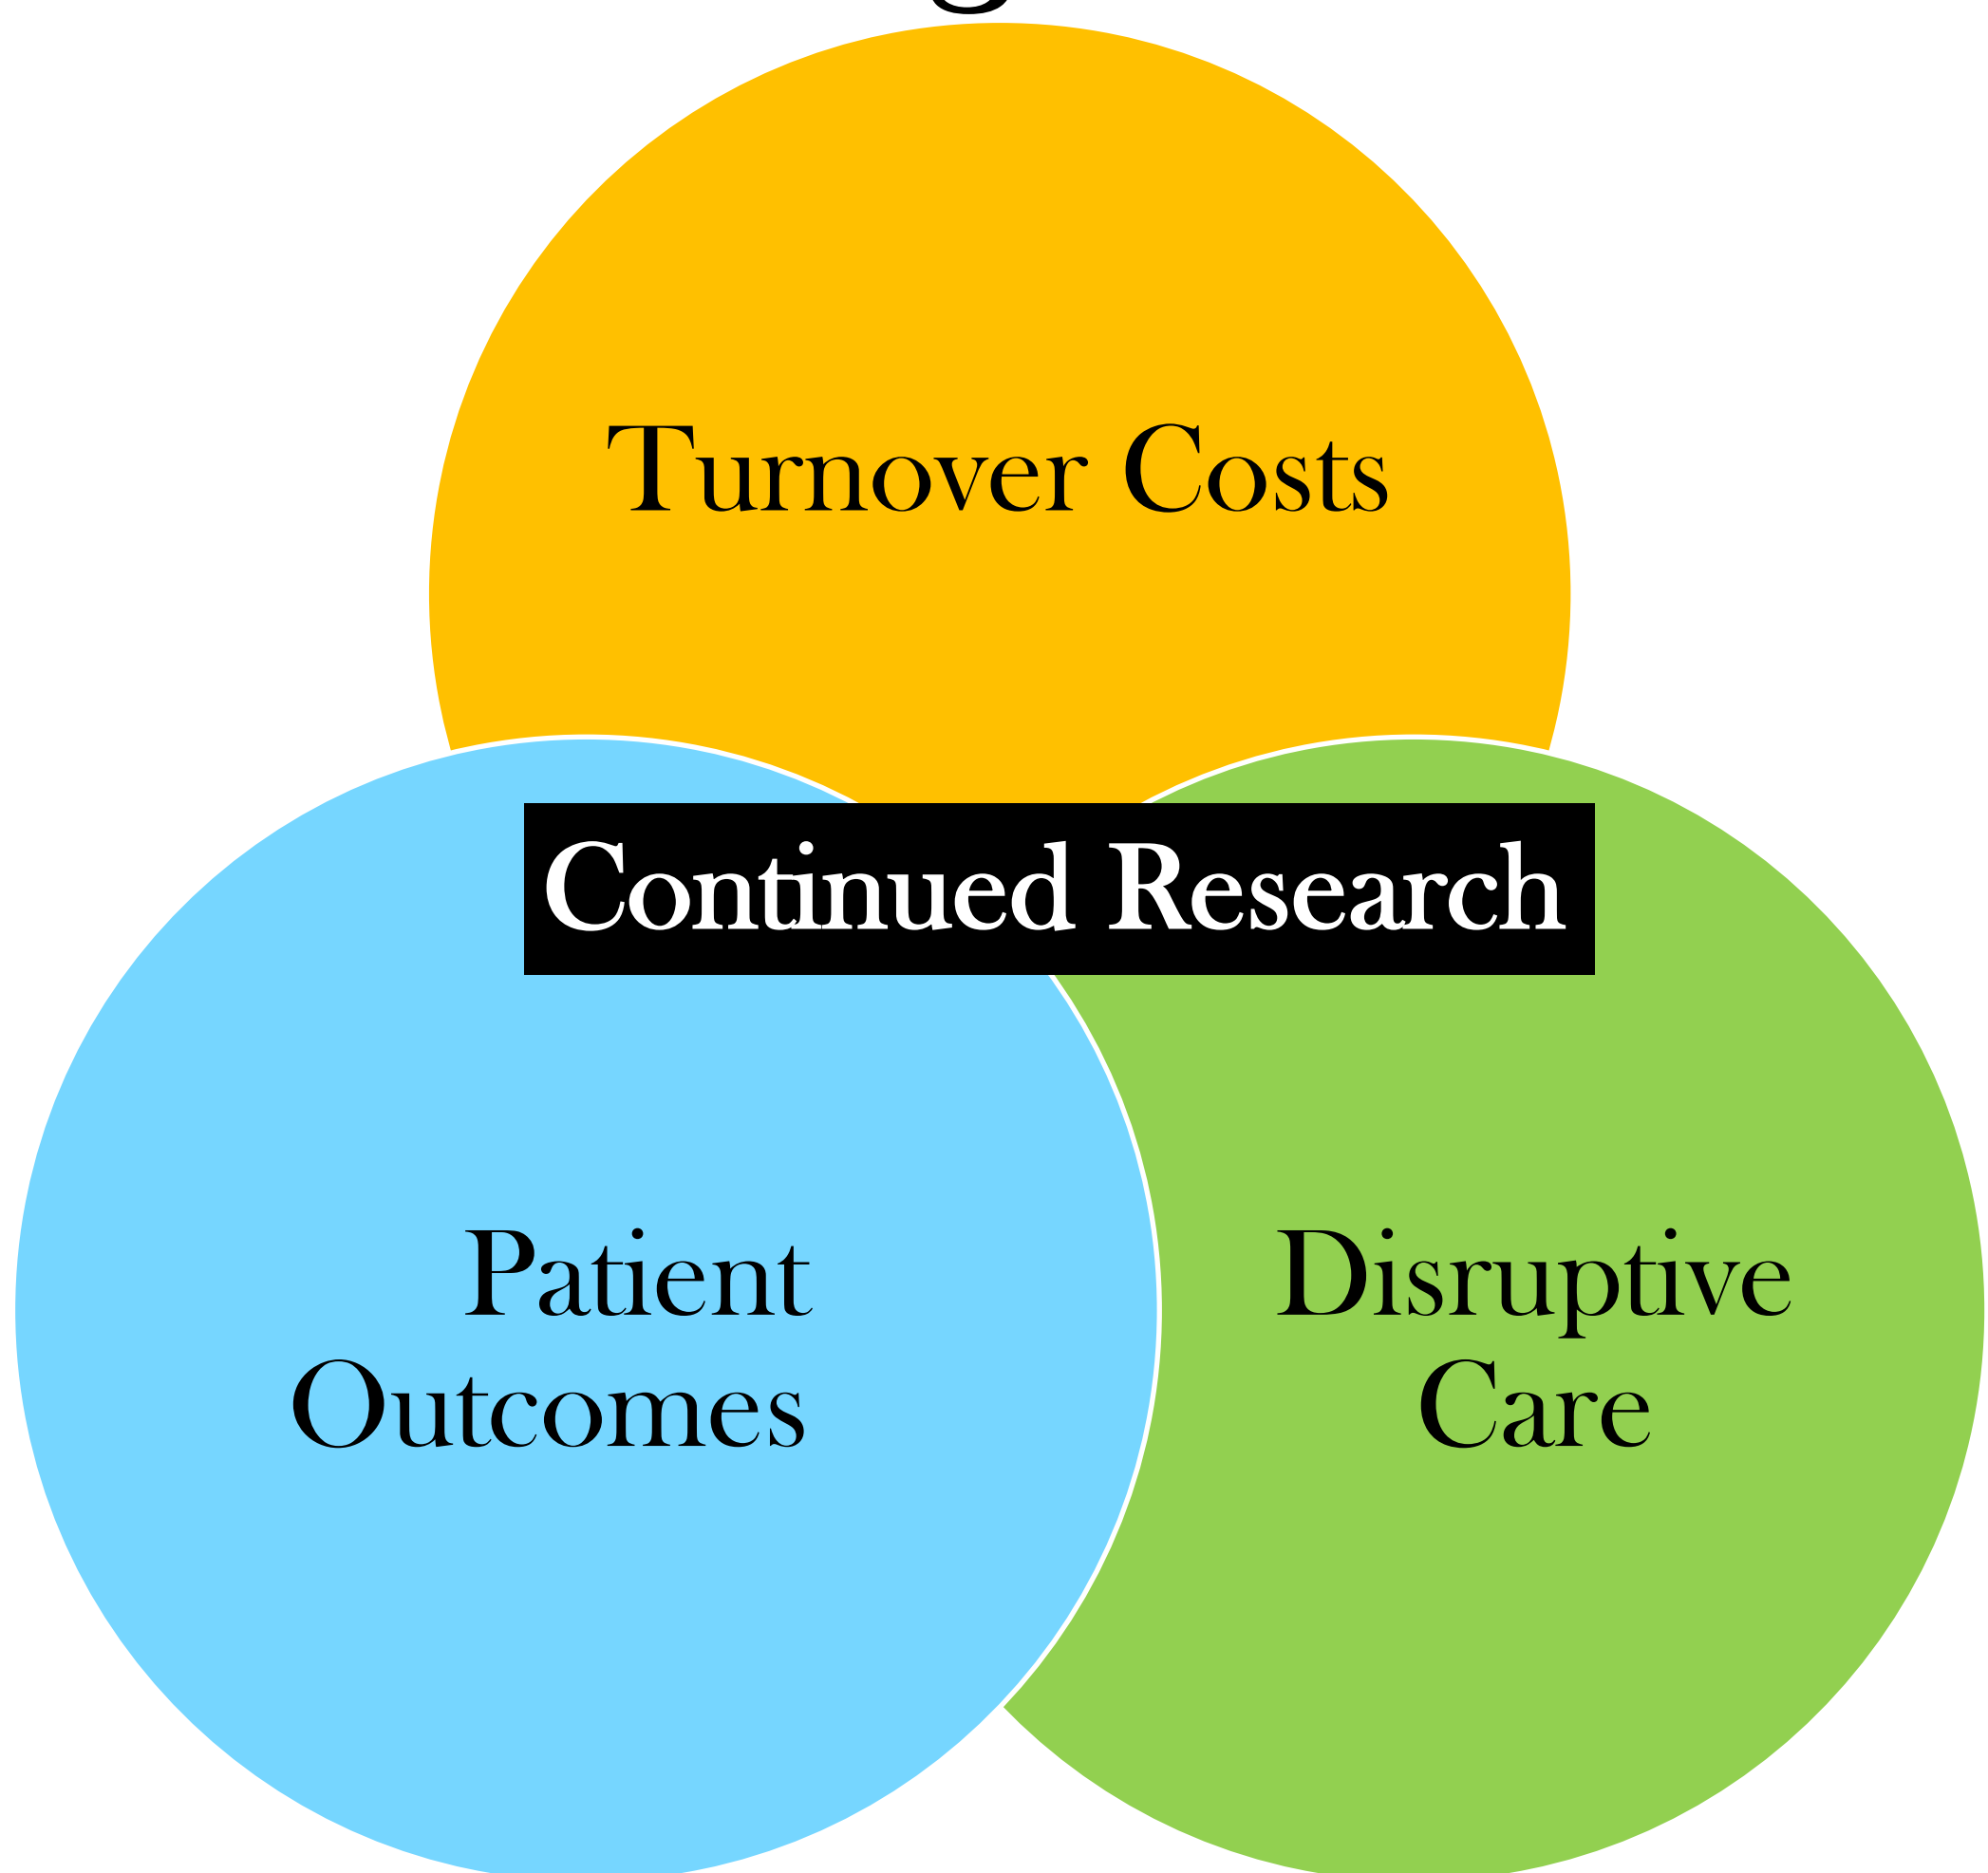 Turnover Costs
Continued Research
Patient
Outcomes
Disruptive
Care